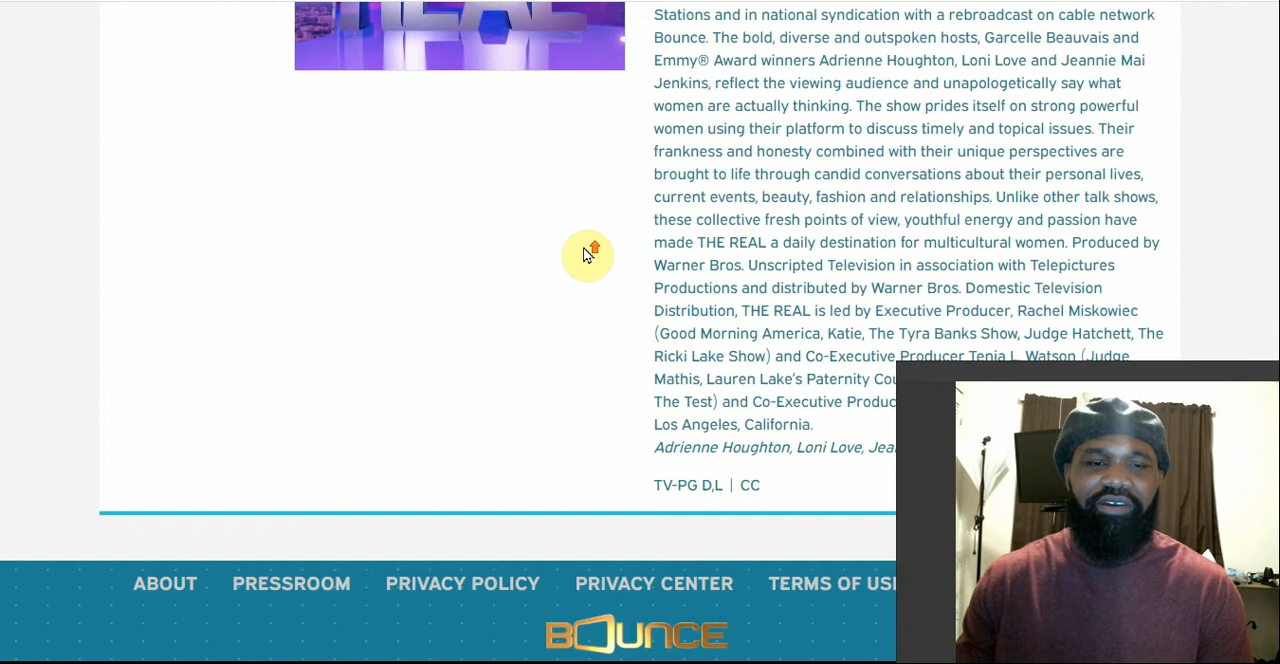 REAL
Stations and in national syndication with a rebroadcast on cable network
Bounce. The bold, diverse and outspoken hosts, Garcelle Beauvais and
Emmy® Award winners Adrienne Houghton, Loni Love and Jeannie Mai
Jenkins, reflect the viewing audience and unapologetically say what
women are actually thinking. The show prides itself on strong powerful
women using their platform to discuss timely and topical issues. Their
frankness and honesty combined with their unique perspectives are
brought to life through candid conversations about their personal lives,
current events, beauty, fashion and relationships. Unlike other talk shows,
these collective fresh points of view, youthful energy and passion have
made THE REAL a daily destination for multicultural women. Produced by
Warner Bros. Unscripted Television in association with Telepictures
Productions and distributed by Warner Bros. Domestic Television
Distribution, THE REAL is led by Executive Producer, Rachel Miskowiec
(Good Morning America, Katie, The Tyra Banks Show, Judge Hatchett, The
Ricki Lake Show) and Co-Executive Producer Tenia L. Watson (Judge
Mathis, Lauren Lake's Paternity Cou
The Test) and Co-Executive Produc
Los Angeles, California.
Adrienne Houghton, Loni Love, Jea
TV-PG D,L | CC
ABOUT PRESSROOM PRIVACY POLICY PRIVACY CENTER TERMS OF USE
BOUNCE